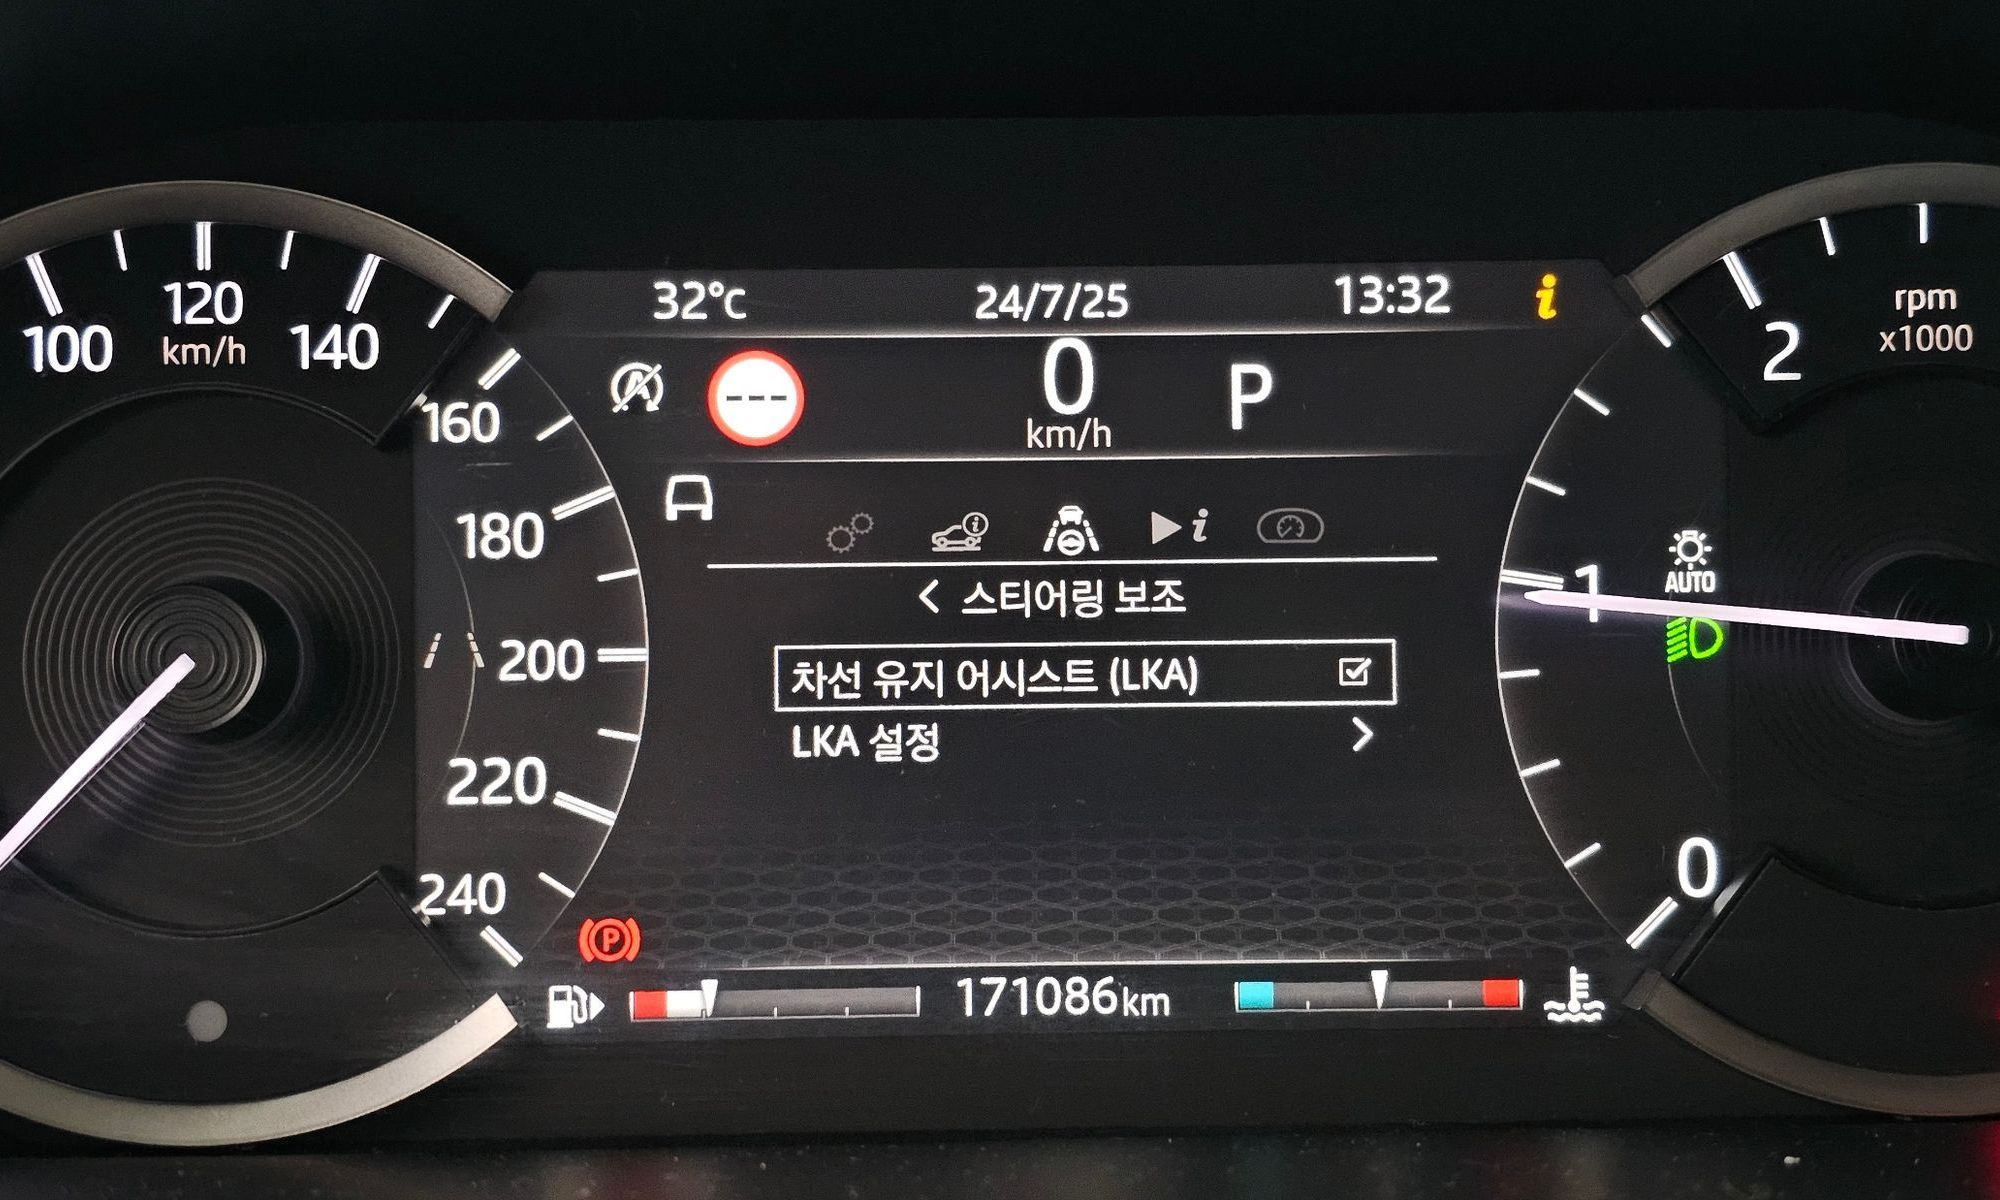 32°C 24/7/25 13:32 i
100 120 140
km/h
160
180
200
220
240
--- 0 P
km/h
i
< 스티어링 보조
차선 유지 어시스트 (LKA)
LKA 설정 >
P
171086km
rpm
x1000
2
1
0
AUTO